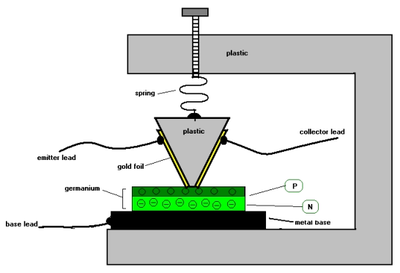 plastic
spring
plastic
collector lead
emitter lead
gold foil
germanium
P
N
base lead
metal base